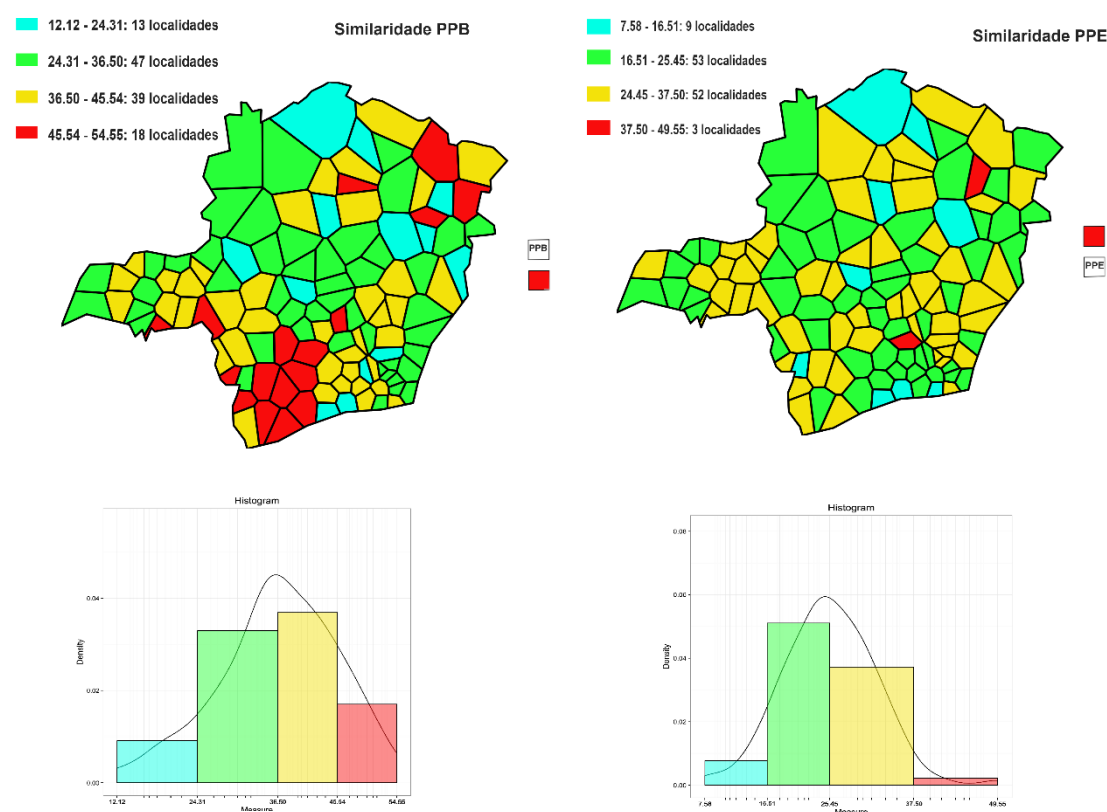 12.12 - 24.31: 13 localidades
24.31 - 36.50: 47 localidades
36.50 - 45.54: 39 localidades
45.54 - 54.55: 18 localidades
Similaridade PPB
PPB
7.58 - 16.51: 9 localidades
16.51 - 25.45: 53 localidades
24.45 - 37.50: 52 localidades
37.50 - 49.55: 3 localidades
Similaridade PPE
PPE
Histogram
Density
0.04
0.02
0.00
12.12 24.31 36.50 45.54 54.55
Measure
Histogram
Density
0.08
0.06
0.04
0.02
0.00
7.58 16.51 25.45 37.50 49.55
Measure